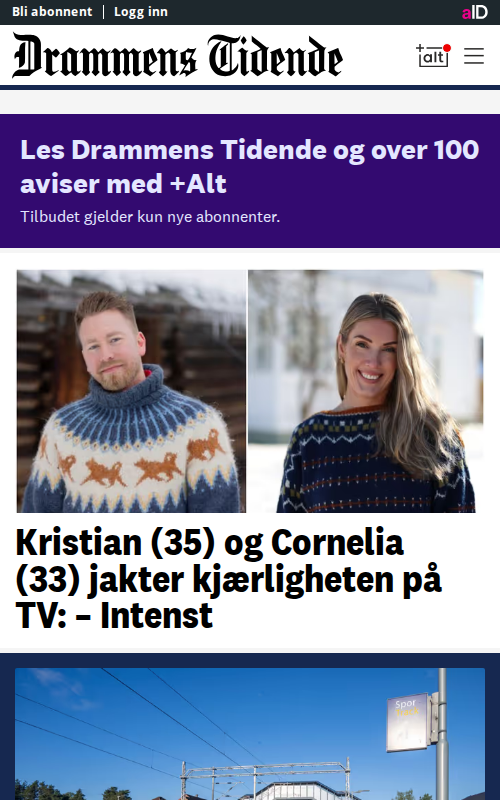 Bli abonnent | Logg inn
aID
Drammens Tidende
+alt
Les Drammens Tidende og over 100
aviser med +Alt
Tilbudet gjelder kun nye abonnenter.
Kristian (35) og Cornelia
(33) jakter kjærligheten på
TV: – Intenst
Spor